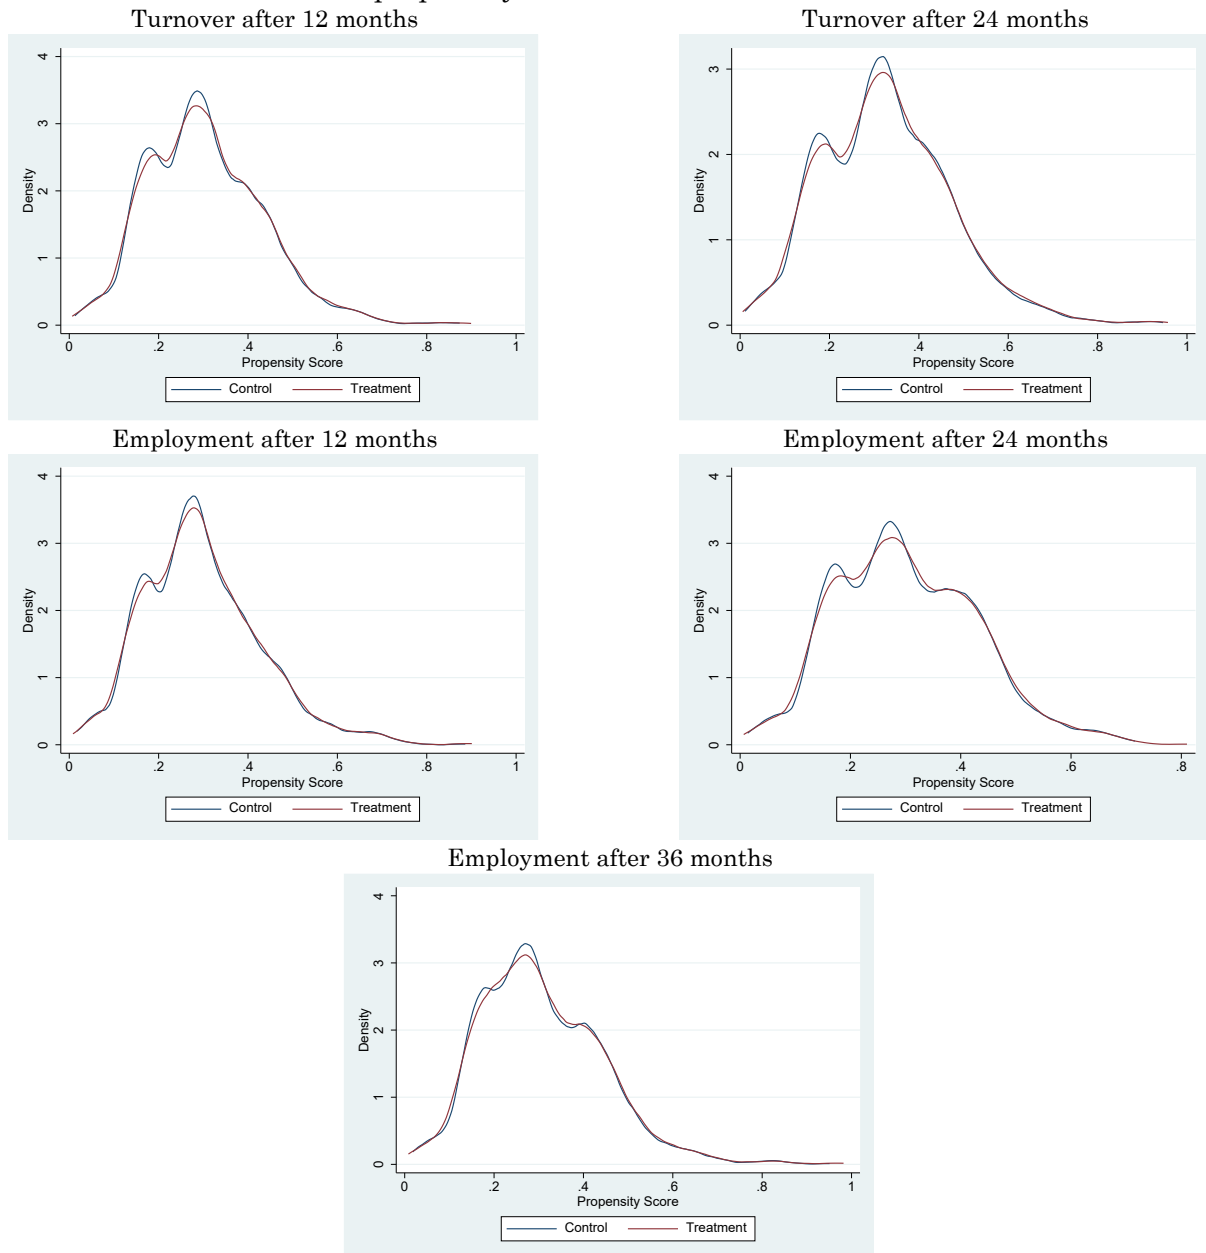 Turnover after 12 months
Turnover after 24 months
4
3
2
1
0
Density
0 .2 .4 .6 .8 1
Propensity Score
Control Treatment
3
2
1
0
Density
0 .2 .4 .6 .8 1
Propensity Score
Control Treatment
Employment after 12 months
Employment after 24 months
4
3
2
1
0
Density
0 .2 .4 .6 .8 1
Propensity Score
Control Treatment
4
3
2
1
0
Density
0 .2 .4 .6 .8
Propensity Score
Control Treatment
Employment after 36 months
4
3
2
1
0
Density
0 .2 .4 .6 .8 1
Propensity Score
Control Treatment